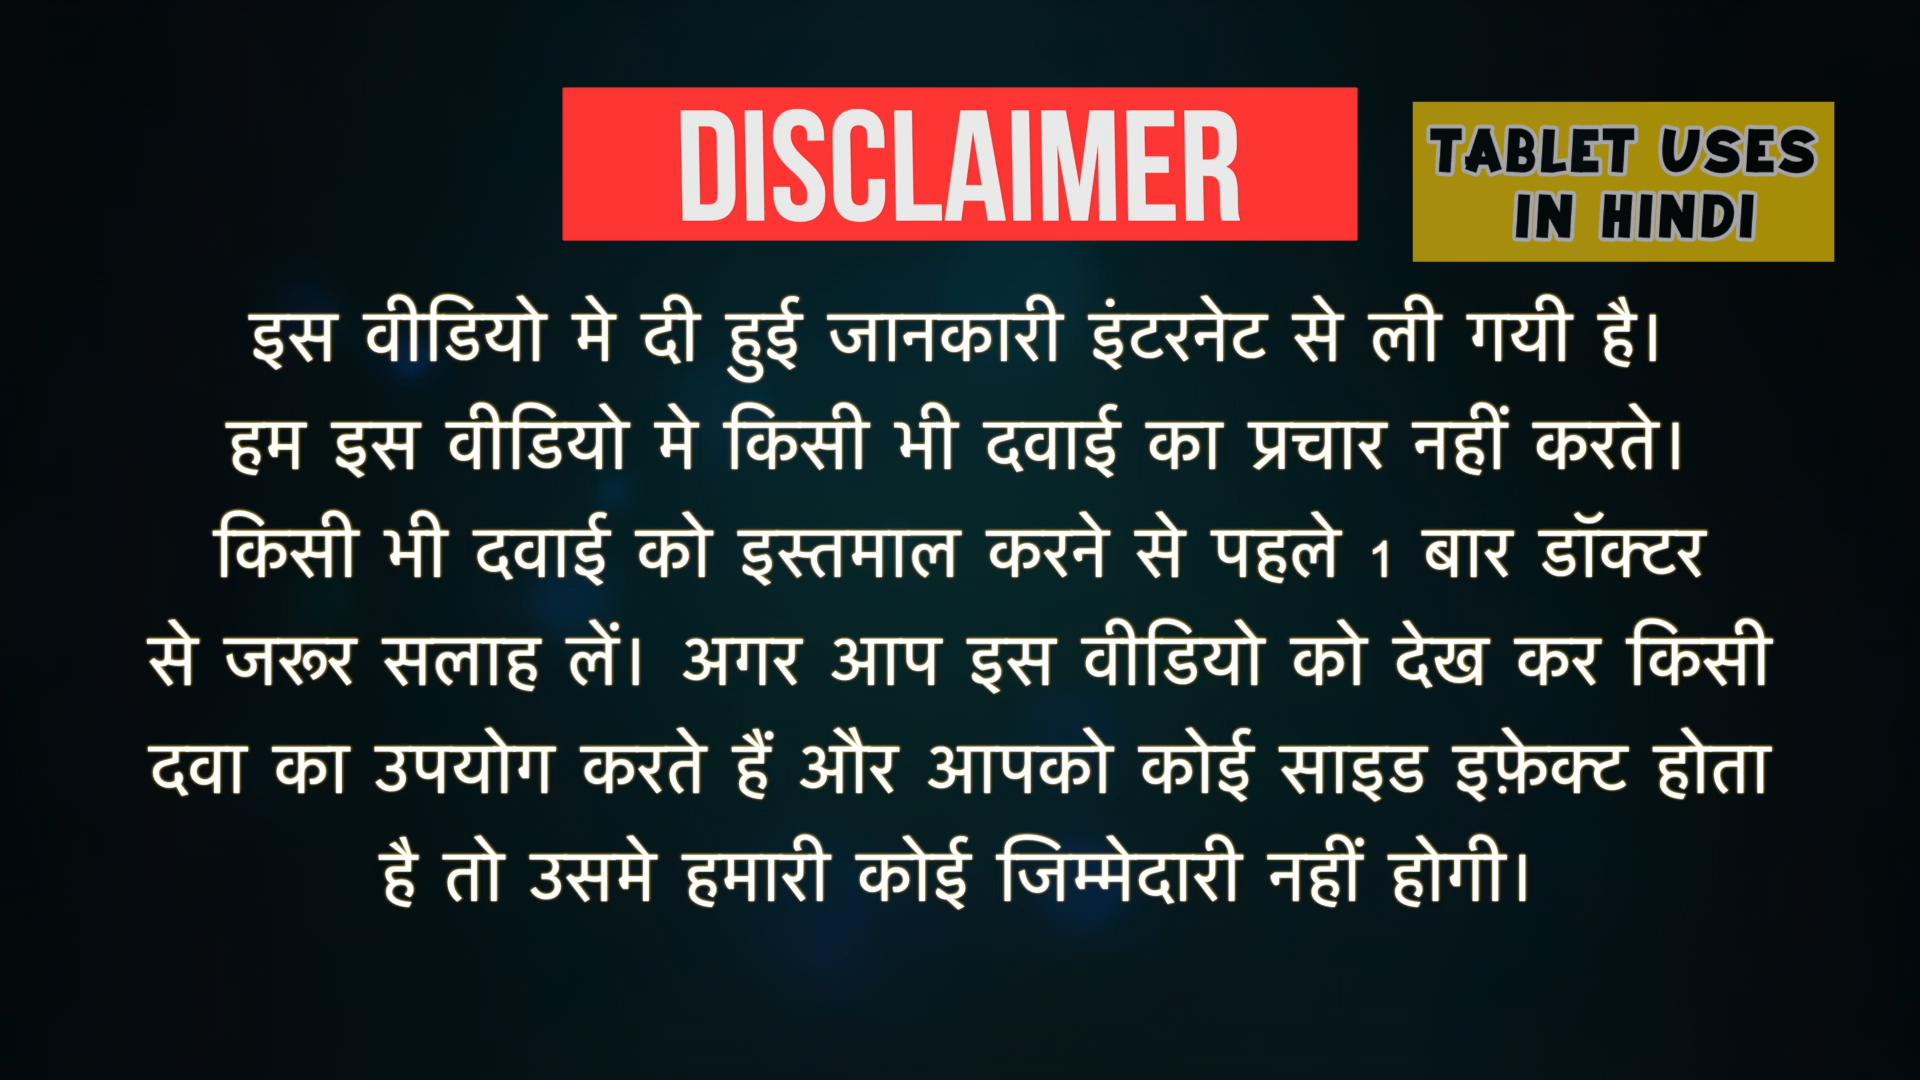 DISCLAIMER
TABLET USES
IN HINDI
इस वीडियो मे दी हुई जानकारी इंटरनेट से ली गयी है।
हम इस वीडियो मे किसी भी दवाई का प्रचार नहीं करते।
किसी भी दवाई को इस्तमाल करने से पहले 1 बार डॉक्टर
से जरूर सलाह लें। अगर आप इस वीडियो को देख कर किसी
दवा का उपयोग करते हैं और आपको कोई साइड इफ़ेक्ट होता
है तो उसमे हमारी कोई जिम्मेदारी नहीं होगी।